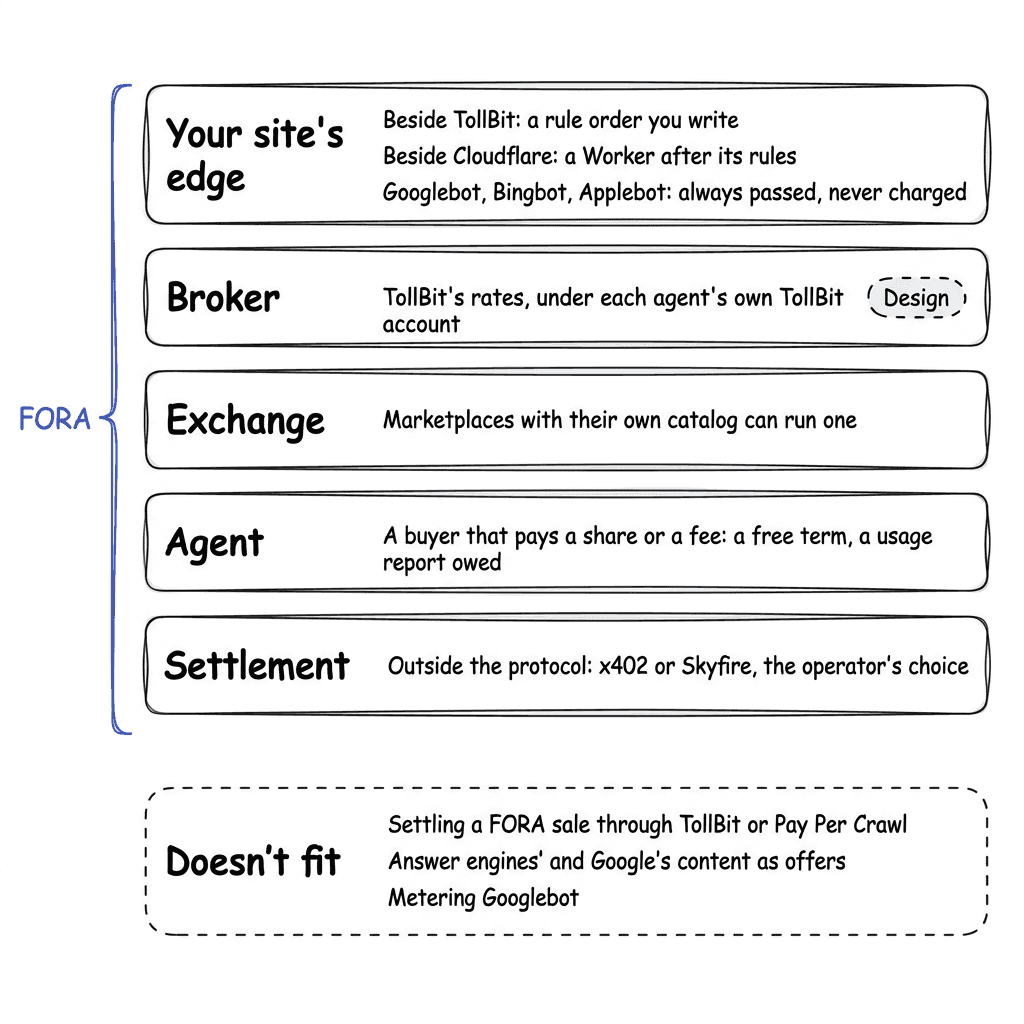 Your site's
edge
Beside TollBit: a rule order you write
Beside Cloudflare: a Worker after its rules
Googlebot, Bingbot, Applebot: always passed, never charged
Broker
TollBit's rates, under each agent's own TollBit
account
Design
FORA
Exchange
Marketplaces with their own catalog can run one
Agent
A buyer that pays a share or a fee: a free term, a usage
report owed
Settlement
Outside the protocol: x402 or Skyfire, the operator's choice
Doesn't fit
Settling a FORA sale through TollBit or Pay Per Crawl
Answer engines' and Google's content as offers
Metering Googlebot